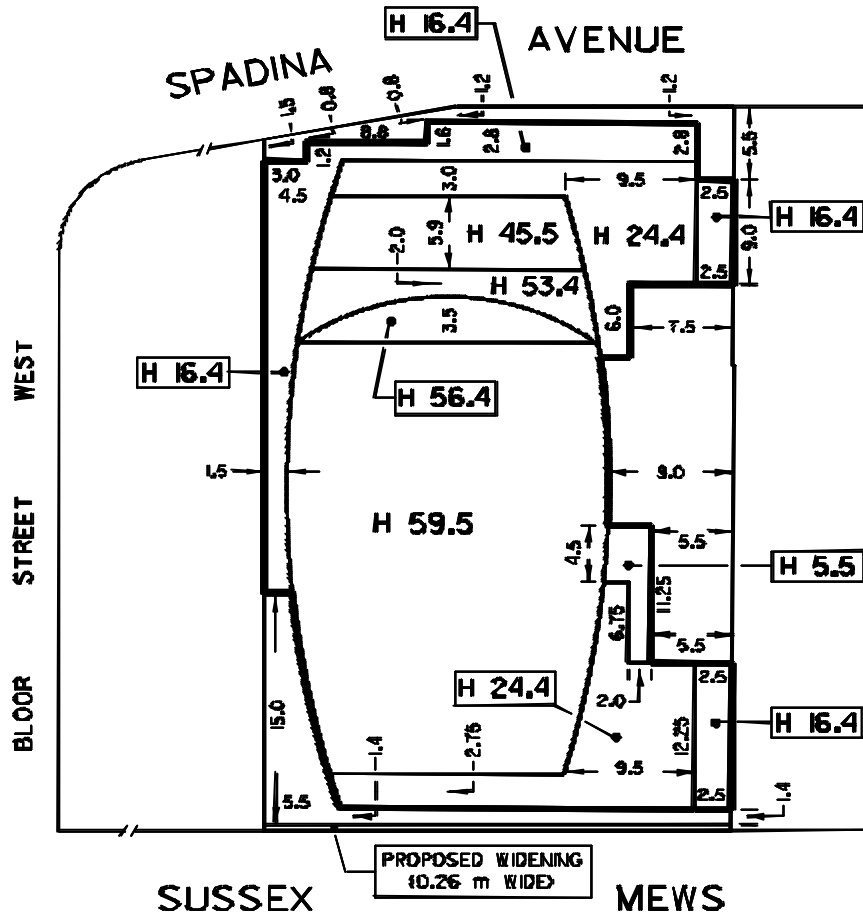 H 16.4
AVENUE
SPADINA
1.5
0.8
0.8
1.2
1.2
8.8
1.6
2.8
2.8
5.5
1.2
3.0
4.5
3.0
9.5
2.5
H 16.4
9.0
5.9
H 45.5
H 24.4
2.0
2.5
H 53.4
3.5
6.0
7.5
WEST
H 16.4
H 56.4
1.5
9.0
H 59.5
STREET
4.5
5.5
H 5.5
11.25
6.75
5.5
H 24.4
2.5
2.0
BLOOR
15.0
H 16.4
1.4
2.75
12.25
9.5
5.5
2.5
1.4
PROPOSED WIDENING
(0.26 m WIDE)
SUSSEX
MEWS